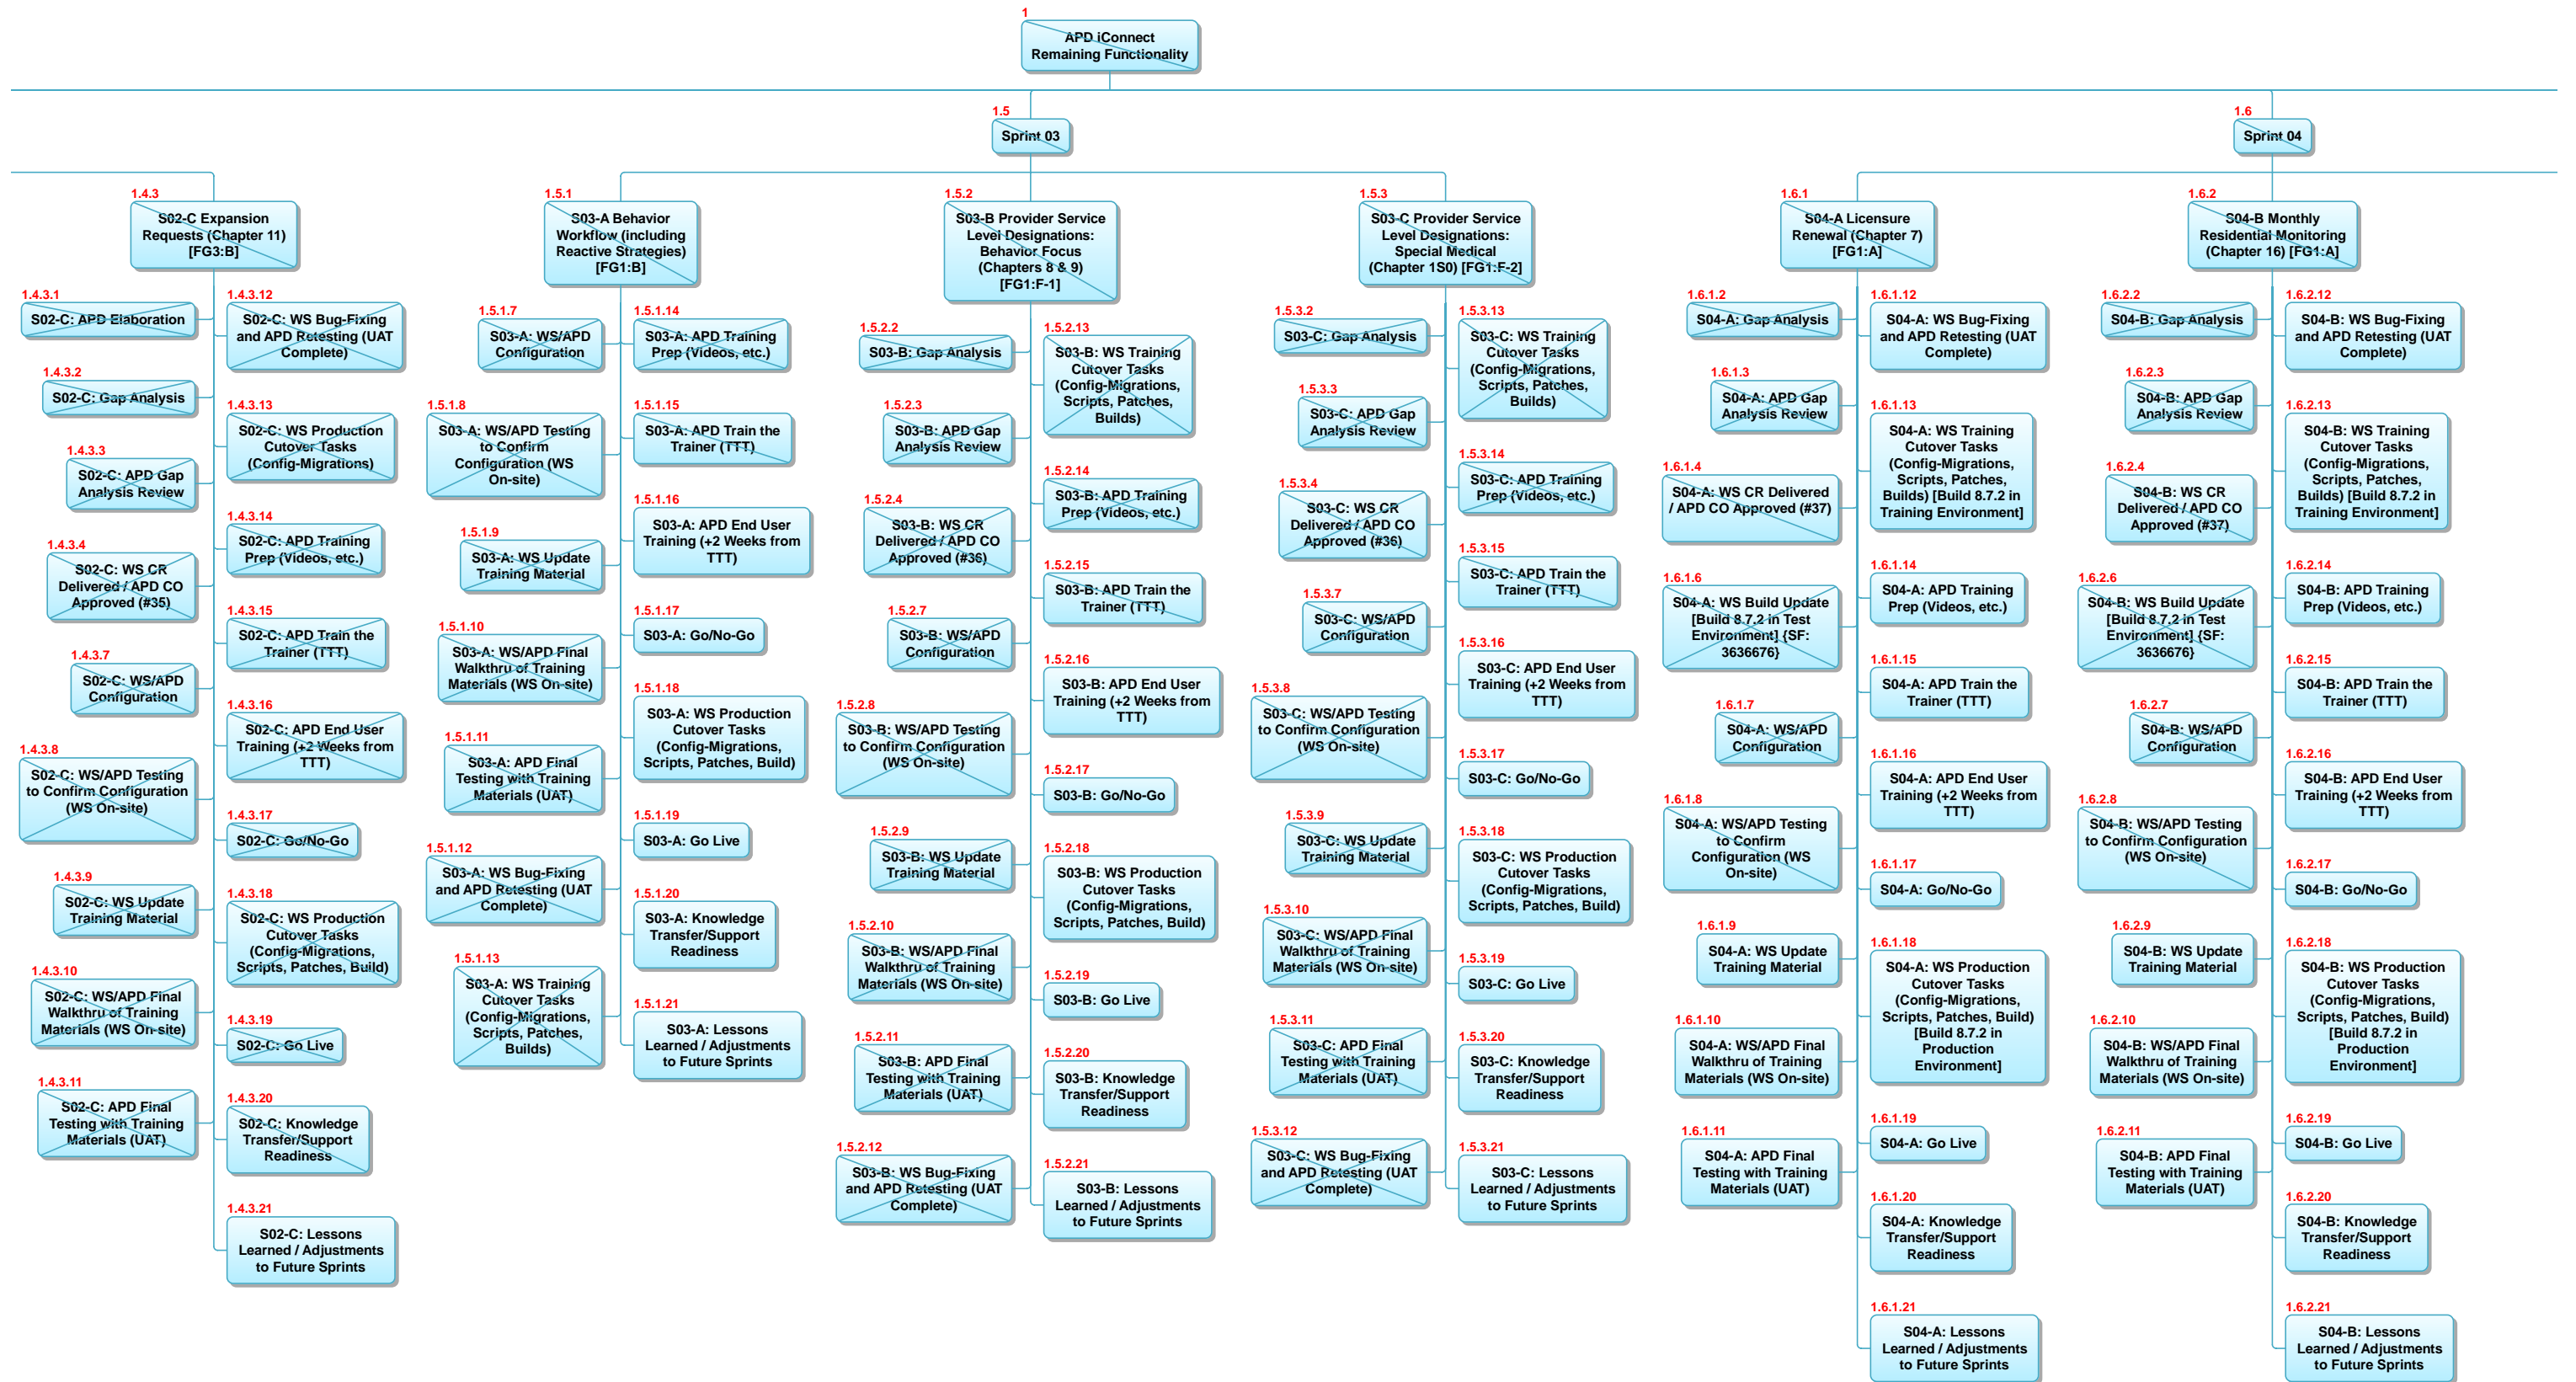 1
APD iConnect
Remaining Functionality
1.5
Sprint 03
1.6
Sprint 04
1.4.3
S02-C Expansion
Requests (Chapter 11)
[FG3:B]
1.4.3.1
S02-C: APD Elaboration
1.4.3.2
S02-C: Gap Analysis
1.4.3.3
S02-C: APD Gap
Analysis Review
1.4.3.4
S02-C: WS CR
Delivered / APD CO
Approved (#35)
1.4.3.7
S02-C: WS/APD
Configuration
1.4.3.8
S02-C: WS/APD Testing
to Confirm Configuration
(WS On-site)
1.4.3.9
S02-C: WS Update
Training Material
1.4.3.10
S02-C: WS/APD Final
Walkthru of Training
Materials (WS On-site)
1.4.3.11
S02-C: APD Final
Testing with Training
Materials (UAT)
1.4.3.12
S02-C: WS Bug-Fixing
and APD Retesting (UAT
Complete)
1.4.3.13
S02-C: WS Production
Cutover Tasks
(Config-Migrations)
1.4.3.14
S02-C: APD Training
Prep (Videos, etc.)
1.4.3.15
S02-C: APD Train the
Trainer (TTT)
1.4.3.16
S02-C: APD End User
Training (+2 Weeks from
TTT)
1.4.3.17
S02-C: Go/No-Go
1.4.3.18
S02-C: WS Production
Cutover Tasks
(Config-Migrations,
Scripts, Patches, Build)
1.4.3.19
S02-C: Go Live
1.4.3.20
S02-C: Knowledge
Transfer/Support
Readiness
1.4.3.21
S02-C: Lessons
Learned / Adjustments
to Future Sprints
1.5.1
S03-A Behavior
Workflow (including
Reactive Strategies)
[FG1:B]
1.5.1.7
S03-A: WS/APD
Configuration
1.5.1.8
S03-A: WS/APD Testing
to Confirm
Configuration (WS
On-site)
1.5.1.9
S03-A: WS Update
Training Material
1.5.1.10
S03-A: WS/APD Final
Walkthru of Training
Materials (WS On-site)
1.5.1.11
S03-A: APD Final
Testing with Training
Materials (UAT)
1.5.1.12
S03-A: WS Bug-Fixing
and APD Retesting (UAT
Complete)
1.5.1.13
S03-A: WS Training
Cutover Tasks
(Config-Migrations,
Scripts, Patches,
Builds)
1.5.1.14
S03-A: APD Training
Prep (Videos, etc.)
1.5.1.15
S03-A: APD Train the
Trainer (TTT)
1.5.1.16
S03-A: APD End User
Training (+2 Weeks from
TTT)
1.5.1.17
S03-A: Go/No-Go
1.5.1.18
S03-A: WS Production
Cutover Tasks
(Config-Migrations,
Scripts, Patches, Build)
1.5.1.19
S03-A: Go Live
1.5.1.20
S03-A: Knowledge
Transfer/Support
Readiness
1.5.1.21
S03-A: Lessons
Learned / Adjustments
to Future Sprints
1.5.2
S03-B Provider Service
Level Designations:
Behavior Focus
(Chapters 8 & 9)
[FG1:F-1]
1.5.2.2
S03-B: Gap Analysis
1.5.2.3
S03-B: APD Gap
Analysis Review
1.5.2.4
S03-B: WS CR
Delivered / APD CO
Approved (#36)
1.5.2.7
S03-B: WS/APD
Configuration
1.5.2.8
S03-B: WS/APD Testing
to Confirm Configuration
(WS On-site)
1.5.2.9
S03-B: WS Update
Training Material
1.5.2.10
S03-B: WS/APD Final
Walkthru of Training
Materials (WS On-site)
1.5.2.11
S03-B: APD Final
Testing with Training
Materials (UAT)
1.5.2.12
S03-B: WS Bug-Fixing
and APD Retesting (UAT
Complete)
1.5.2.13
S03-B: WS Training
Cutover Tasks
(Config-Migrations,
Scripts, Patches,
Builds)
1.5.2.14
S03-B: APD Training
Prep (Videos, etc.)
1.5.2.15
S03-B: APD Train the
Trainer (TTT)
1.5.2.16
S03-B: APD End User
Training (+2 Weeks from
TTT)
1.5.2.17
S03-B: Go/No-Go
1.5.2.18
S03-B: WS Production
Cutover Tasks
(Config-Migrations,
Scripts, Patches, Build)
1.5.2.19
S03-B: Go Live
1.5.2.20
S03-B: Knowledge
Transfer/Support
Readiness
1.5.2.21
S03-B: Lessons
Learned / Adjustments
to Future Sprints
1.5.3
S03-C Provider Service
Level Designations:
Special Medical
(Chapter 1S0) [FG1:F-2]
1.5.3.2
S03-C: Gap Analysis
1.5.3.3
S03-C: APD Gap
Analysis Review
1.5.3.4
S03-C: WS CR
Delivered / APD CO
Approved (#36)
1.5.3.7
S03-C: WS/APD
Configuration
1.5.3.8
S03-C: WS/APD Testing
to Confirm Configuration
(WS On-site)
1.5.3.9
S03-C: WS Update
Training Material
1.5.3.10
S03-C: WS/APD Final
Walkthru of Training
Materials (WS On-site)
1.5.3.11
S03-C: APD Final
Testing with Training
Materials (UAT)
1.5.3.12
S03-C: WS Bug-Fixing
and APD Retesting (UAT
Complete)
1.5.3.13
S03-C: WS Training
Cutover Tasks
(Config-Migrations,
Scripts, Patches,
Builds)
1.5.3.14
S03-C: APD Training
Prep (Videos, etc.)
1.5.3.15
S03-C: APD Train the
Trainer (TTT)
1.5.3.16
S03-C: APD End User
Training (+2 Weeks from
TTT)
1.5.3.17
S03-C: Go/No-Go
1.5.3.18
S03-C: WS Production
Cutover Tasks
(Config-Migrations,
Scripts, Patches, Build)
1.5.3.19
S03-C: Go Live
1.5.3.20
S03-C: Knowledge
Transfer/Support
Readiness
1.5.3.21
S03-C: Lessons
Learned / Adjustments
to Future Sprints
1.6.1
S04-A Licensure
Renewal (Chapter 7)
[FG1:A]
1.6.1.2
S04-A: Gap Analysis
1.6.1.3
S04-A: APD Gap
Analysis Review
1.6.1.4
S04-A: WS CR Delivered
/ APD CO Approved (#37)
1.6.1.6
S04-A: WS Build Update
[Build 8.7.2 in Test
Environment] {SF:
3636676}
1.6.1.7
S04-A: WS/APD
Configuration
1.6.1.8
S04-A: WS/APD Testing
to Confirm
Configuration (WS
On-site)
1.6.1.9
S04-A: WS Update
Training Material
1.6.1.10
S04-A: WS/APD Final
Walkthru of Training
Materials (WS On-site)
1.6.1.11
S04-A: APD Final
Testing with Training
Materials (UAT)
1.6.1.12
S04-A: WS Bug-Fixing
and APD Retesting (UAT
Complete)
1.6.1.13
S04-A: WS Training
Cutover Tasks
(Config-Migrations,
Scripts, Patches,
Builds) [Build 8.7.2 in
Training Environment]
1.6.1.14
S04-A: APD Training
Prep (Videos, etc.)
1.6.1.15
S04-A: APD Train the
Trainer (TTT)
1.6.1.16
S04-A: APD End User
Training (+2 Weeks from
TTT)
1.6.1.17
S04-A: Go/No-Go
1.6.1.18
S04-A: WS Production
Cutover Tasks
(Config-Migrations,
Scripts, Patches, Build)
[Build 8.7.2 in
Production
Environment]
1.6.1.19
S04-A: Go Live
1.6.1.20
S04-A: Knowledge
Transfer/Support
Readiness
1.6.1.21
S04-A: Lessons
Learned / Adjustments
to Future Sprints
1.6.2
S04-B Monthly
Residential Monitoring
(Chapter 16) [FG1:A]
1.6.2.2
S04-B: Gap Analysis
1.6.2.3
S04-B: APD Gap
Analysis Review
1.6.2.4
S04-B: WS CR
Delivered / APD CO
Approved (#37)
1.6.2.6
S04-B: WS Build Update
[Build 8.7.2 in Test
Environment] {SF:
3636676}
1.6.2.7
S04-B: WS/APD
Configuration
1.6.2.8
S04-B: WS/APD Testing
to Confirm Configuration
(WS On-site)
1.6.2.9
S04-B: WS Update
Training Material
1.6.2.10
S04-B: WS/APD Final
Walkthru of Training
Materials (WS On-site)
1.6.2.11
S04-B: APD Final
Testing with Training
Materials (UAT)
1.6.2.12
S04-B: WS Bug-Fixing
and APD Retesting (UAT
Complete)
1.6.2.13
S04-B: WS Training
Cutover Tasks
(Config-Migrations,
Scripts, Patches,
Builds) [Build 8.7.2 in
Training Environment]
1.6.2.14
S04-B: APD Training
Prep (Videos, etc.)
1.6.2.15
S04-B: APD Train the
Trainer (TTT)
1.6.2.16
S04-B: APD End User
Training (+2 Weeks from
TTT)
1.6.2.17
S04-B: Go/No-Go
1.6.2.18
S04-B: WS Production
Cutover Tasks
(Config-Migrations,
Scripts, Patches, Build)
[Build 8.7.2 in
Production
Environment]
1.6.2.19
S04-B: Go Live
1.6.2.20
S04-B: Knowledge
Transfer/Support
Readiness
1.6.2.21
S04-B: Lessons
Learned / Adjustments
to Future Sprints